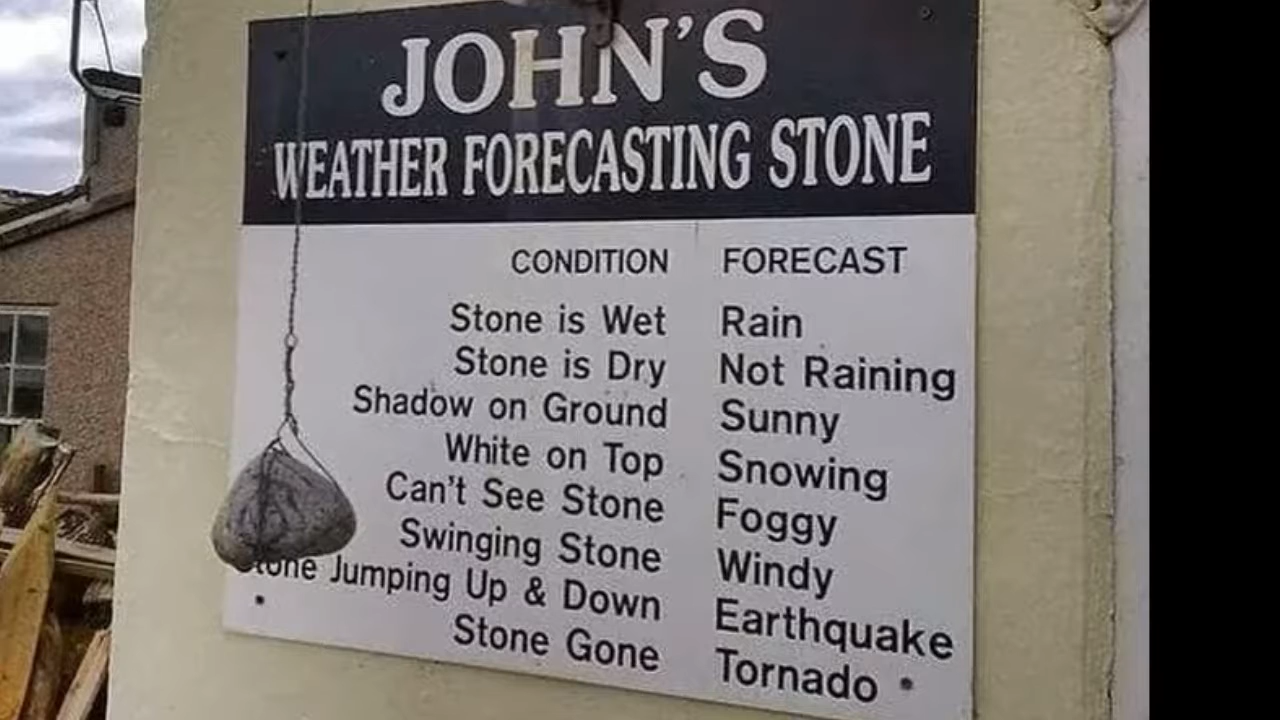 JOHN'S
WEATHER FORECASTING STONE
CONDITION FORECAST
Stone is Wet Rain
Stone is Dry Not Raining
Shadow on Ground Sunny
White on Top Snowing
Can't See Stone Foggy
Swinging Stone Windy
Stone Jumping Up & Down Earthquake
Stone Gone Tornado